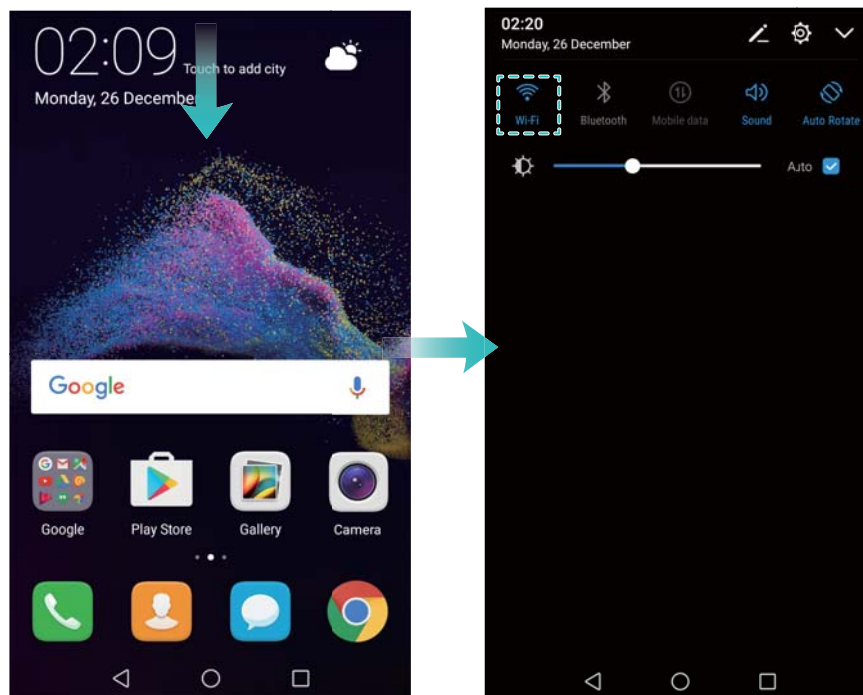 02:09
Touch to add city
Monday, 26 December
Google
Google
Play Store
Gallery
Camera
02:20
Monday, 26 December
Wi-Fi
Bluetooth
Mobile data
Sound
Auto Rotate
Auto